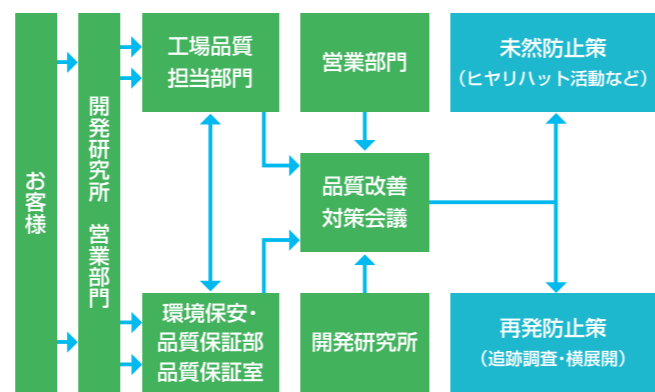 お客様
開発研究所 営業部門
工場品質
担当部門
営業部門
未然防止策
(ヒヤリハット活動など)
品質改善
対策会議
環境保安・
品質保証部
品質保証室
開発研究所
再発防止策
(追跡調査・横展開)